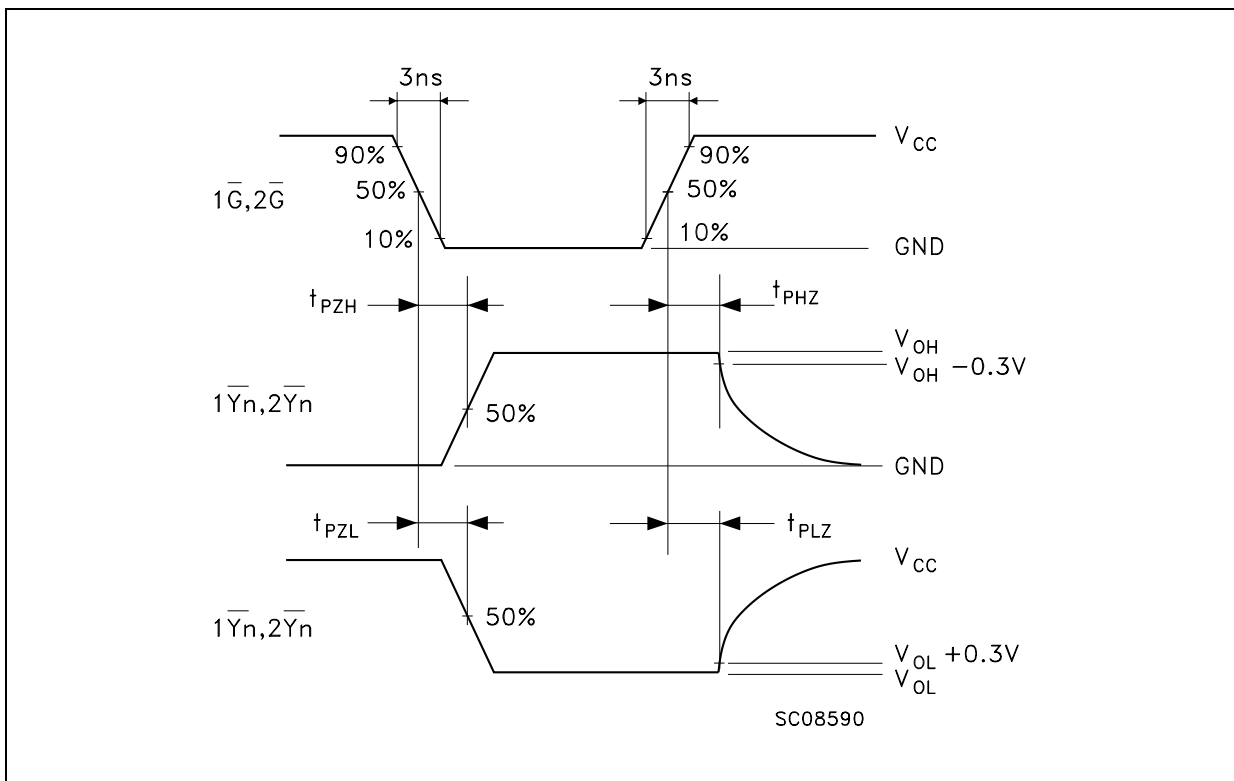 3ns 3ns
V_CC
90% 90%
1G̅,2G̅ 50% 50%
10% 10%
GND
t_PZH t_PHZ
V_OH
V_OH −0.3V
1Y̅n̅,2Y̅n̅ 50%
GND
t_PZL t_PLZ
V_CC
1Y̅n̅,2Y̅n̅ 50%
V_OL +0.3V
V_OL
SC08590